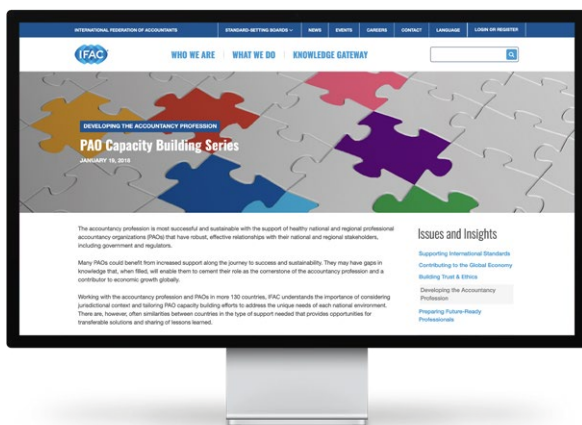 INTERNATIONAL FEDERATION OF ACCOUNTANTS
STANDARD-SETTING BOARDS
NEWS
EVENTS
CAREERS
CONTACT
LANGUAGE
LOGIN OR REGISTER
IFAC
WHO WE ARE
WHAT WE DO
KNOWLEDGE GATEWAY
DEVELOPING THE ACCOUNTANCY PROFESSION
PAO Capacity Building Series
JANUARY 19, 2016
The accountancy profession is most successful and sustainable with the support of healthy national and regional professional
accountancy organizations (PAOs) that have robust, effective relationships with their national and regional stakeholders,
including government and regulators.
Many PAOs could benefit from increased support along the journey to success and sustainability. They may have gaps in
knowledge that, when filled, will enable them to cement their role as the cornerstone of the accountancy profession and a
contributor to economic growth globally.
Working with the accountancy profession and PAOs in more 130 countries, IFAC understands the importance of considering
jurisdictional context and tailoring PAO capacity building efforts to address the unique needs of each national environment.
There are, however, often similarities between countries in the type of support needed that provides opportunities for
transferable solutions and sharing of lessons learned.
Issues and Insights
Supporting International Standards
Contributing to the Global Economy
Building Trust & Ethics
Developing the Accountancy
Profession
Preparing Future-Ready
Professionals